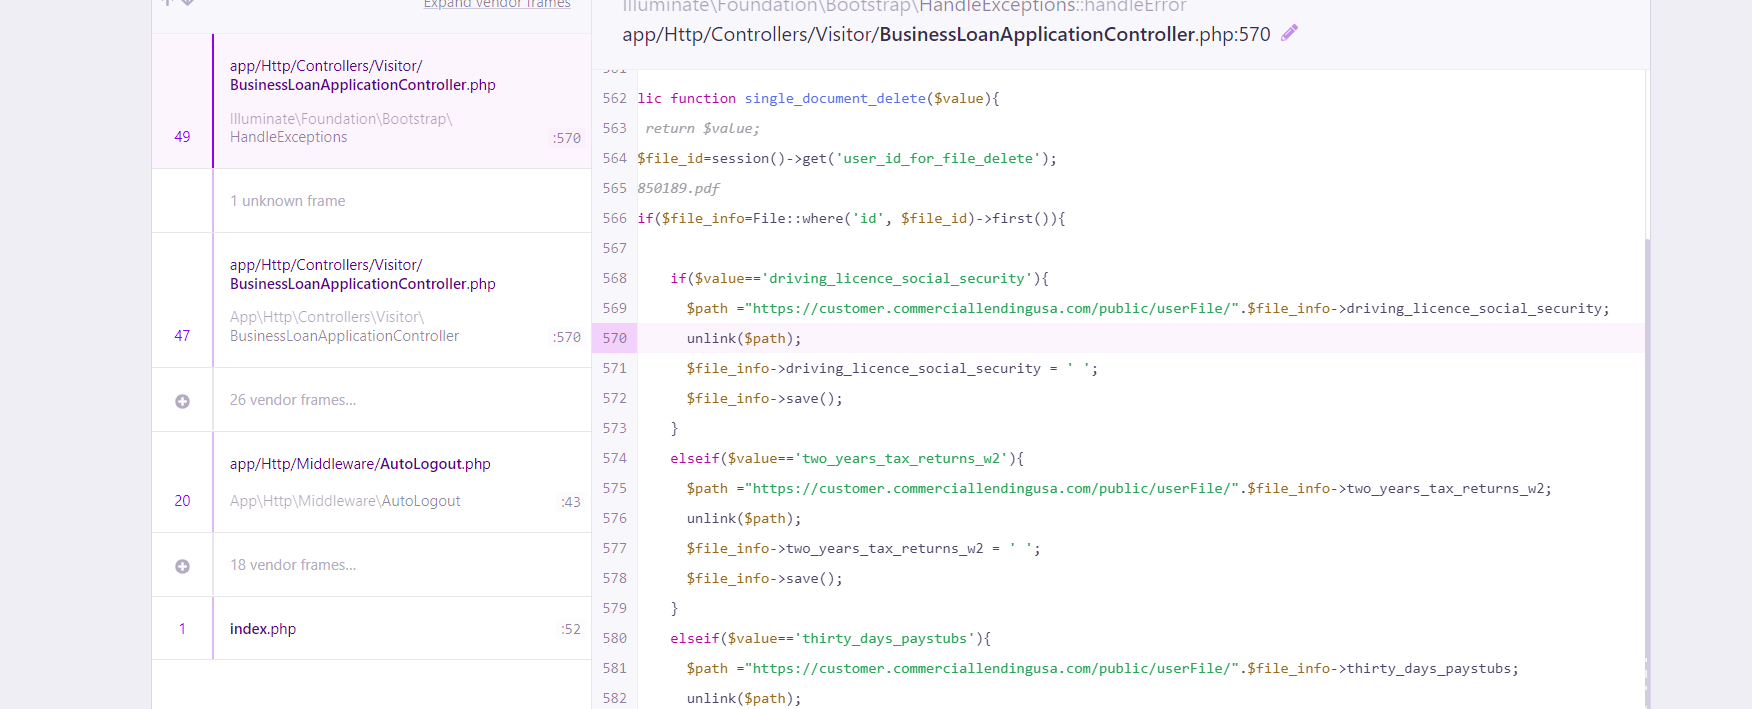 Expand vendor frames
app/Http/Controllers/Visitor/
BusinessLoanApplicationController.php
Illuminate\Foundation\Bootstrap\
HandleExceptions
49
:570
1 unknown frame
app/Http/Controllers/Visitor/
BusinessLoanApplicationController.php
App\Http\Controllers\Visitor\
BusinessLoanApplicationController
47
:570
26 vendor frames...
app/Http/Middleware/AutoLogout.php
20
App\Http\Middleware\AutoLogout
:43
18 vendor frames...
1
index.php
:52
Illuminate\Foundation\Bootstrap\HandleExceptions::handleError
app/Http/Controllers/Visitor/BusinessLoanApplicationController.php:570
561
562 lic function single_document_delete($value){
563 return $value;
564 $file_id=session()->get('user_id_for_file_delete');
565 850189.pdf
566 if($file_info=File::where('id', $file_id)->first()){
567
568 if($value=='driving_licence_social_security'){
569 $path ="https://customer.commerciallendingusa.com/public/userFile/".$file_info->driving_licence_social_security;
570 unlink($path);
571 $file_info->driving_licence_social_security = ' ';
572 $file_info->save();
573 }
574 elseif($value=='two_years_tax_returns_w2'){
575 $path ="https://customer.commerciallendingusa.com/public/userFile/".$file_info->two_years_tax_returns_w2;
576 unlink($path);
577 $file_info->two_years_tax_returns_w2 = ' ';
578 $file_info->save();
579 }
580 elseif($value=='thirty_days_paystubs'){
581 $path ="https://customer.commerciallendingusa.com/public/userFile/".$file_info->thirty_days_paystubs;
582 unlink($path);